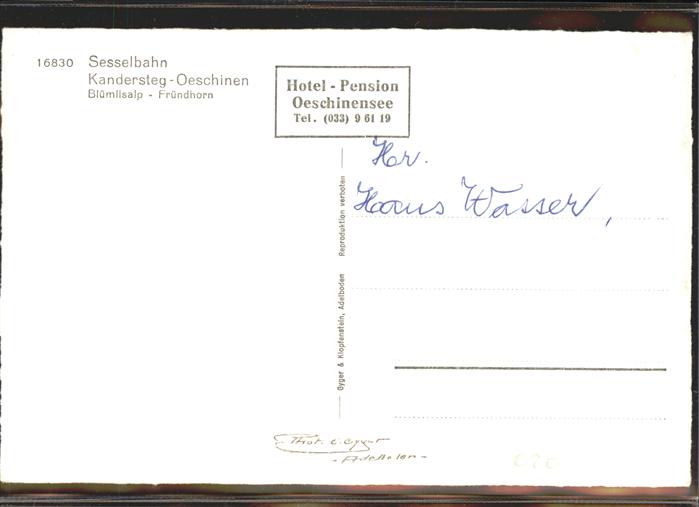 16830 Sesselbahn
Kandersteg - Oeschinen
Blümlisalp - Fründhorn
Hotel - Pension
Oeschinensee
Tel. (033) 9 61 19
Hr.
Hans Wasser,
Reproduktion verboten
Gyger & Klopfenstein, Adelboden
Phot. E. Gyger
- Adelboden -